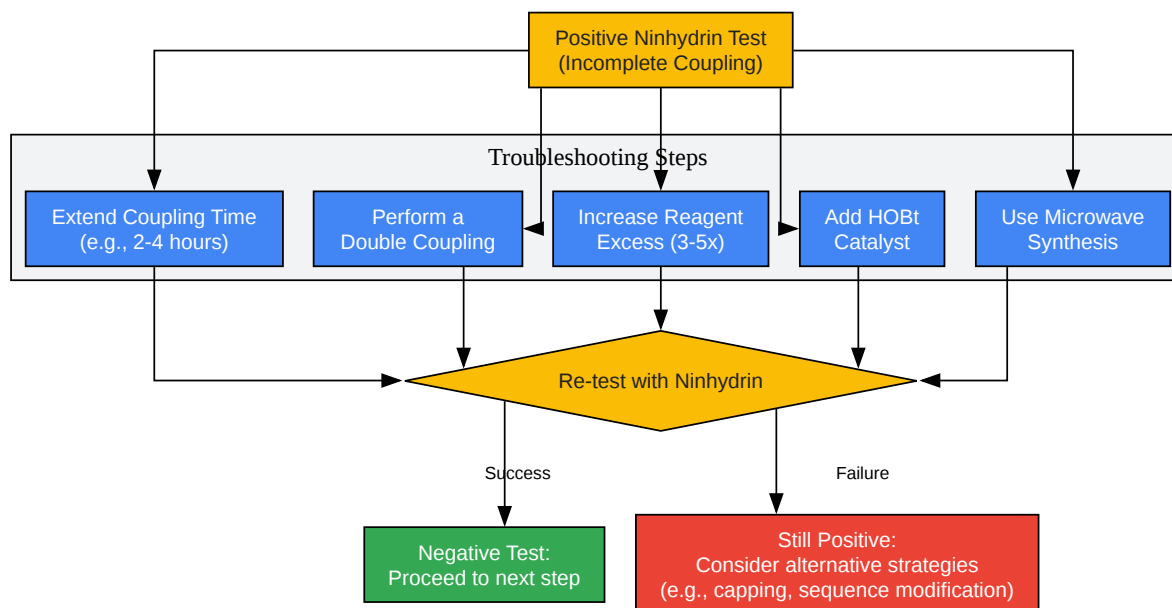 Positive Ninhydrin Test
(Incomplete Coupling)
Troubleshooting Steps
Extend Coupling Time
(e.g., 2-4 hours)
Perform a
Double Coupling
Increase Reagent
Excess (3-5x)
Add HOBt
Catalyst
Use Microwave
Synthesis
Re-test with Ninhydrin
Success
Failure
Negative Test:
Proceed to next step
Still Positive:
Consider alternative strategies
(e.g., capping, sequence modification)